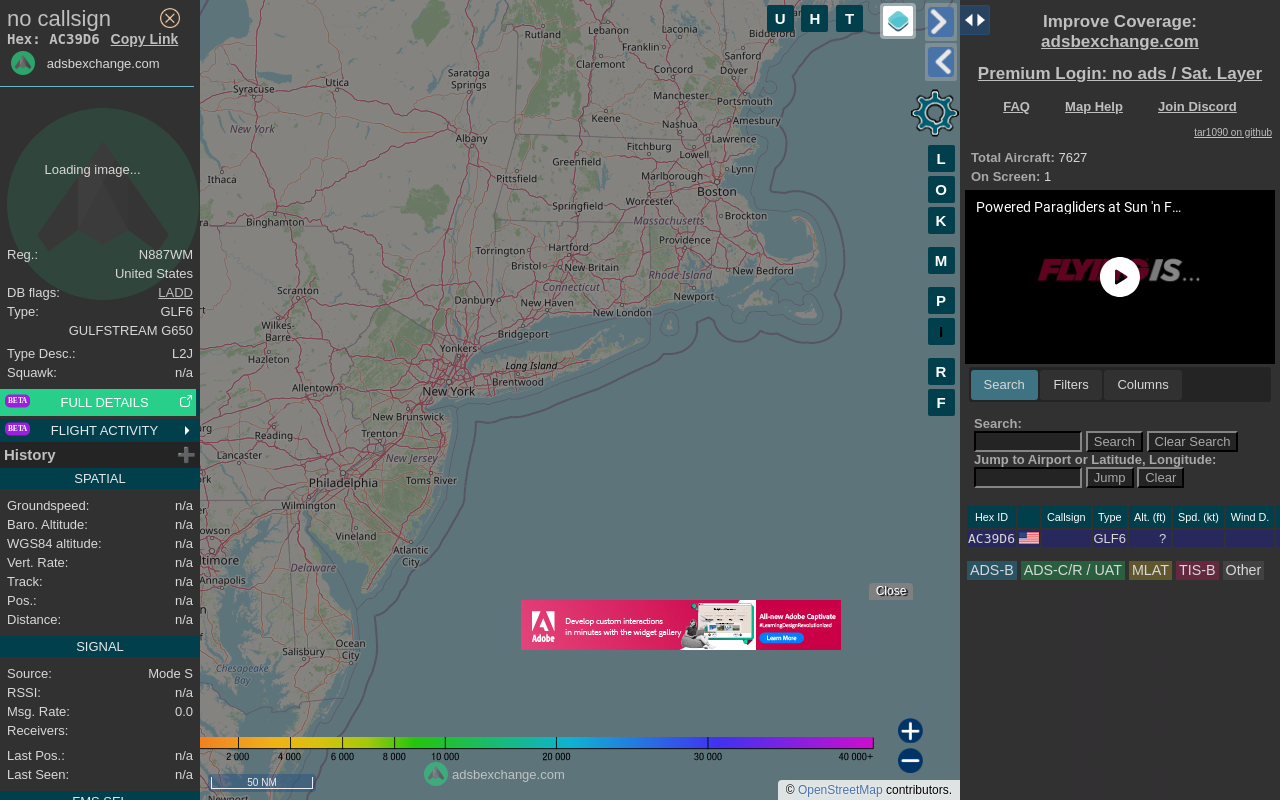 no callsign
Hex: AC39D6 Copy Link
adsbexchange.com
Loading image...
Reg.: N887WM
United States
DB flags: LADD
Type: GLF6
GULFSTREAM G650
Type Desc.: L2J
Squawk: n/a
BETA FULL DETAILS
BETA FLIGHT ACTIVITY
History
SPATIAL
Groundspeed: n/a
Baro. Altitude: n/a
WGS84 altitude: n/a
Vert. Rate: n/a
Track: n/a
Pos.: n/a
Distance: n/a
SIGNAL
Source: Mode S
RSSI: n/a
Msg. Rate: 0.0
Receivers:
Last Pos.: n/a
Last Seen: n/a
FMS SEL
U H T
L
O
K
M
P
I
R
F
Rutland
Lebanon
Laconia
Franklin
Sanford
Claremont
Concord
Dover
Saratoga
Springs
Utica
Syracuse
Manchester
Portsmouth
Keene
Nashua
Amesbury
New York
Albany
Lawrence
Fitchburg
Lowell
Greenfield
Lynn
Ithaca
Pittsfield
Marlborough
Boston
Worcester
Springfield
Brockton
Binghamton
Massachusetts
Providence
Torrington
Hartford
Bristol
New Britain
New Bedford
Rhode Island
Scranton
Connecticut
Danbury
New Haven
Newport
New London
Wilkes-
Barre
Bridgeport
Hazleton
Yonkers
Long Island
Allentown
New York
Brentwood
New Brunswick
Reading
Trenton
Lancaster
New Jersey
Toms River
Philadelphia
Wilmington
Vineland
Atlantic
City
Annapolis
Delaware
Ocean
City
Salisbury
Chesapeake
Bay
Close
Adobe
Develop custom interactions
in minutes with the widget gallery
All-new Adobe Captivate
#LearningDesignRevolutionized
Learn More
2 000 4 000 6 000 8 000 10 000 20 000 30 000 40 000+
50 NM
adsbexchange.com
© OpenStreetMap contributors.
Improve Coverage:
adsbexchange.com
Premium Login: no ads / Sat. Layer
FAQ Map Help Join Discord
tar1090 on github
Total Aircraft: 7627
On Screen: 1
Powered Paragliders at Sun 'n F...
FLYING IS...
Search Filters Columns
Search:
Search Clear Search
Jump to Airport or Latitude, Longitude:
Jump Clear
Hex ID Callsign Type Alt. (ft) Spd. (kt) Wind D.
AC39D6 GLF6 ?
ADS-B ADS-C/R / UAT MLAT TIS-B Other